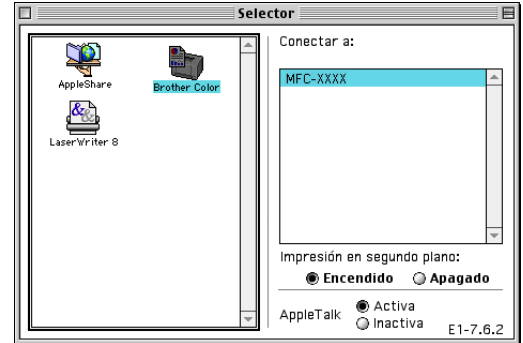 Selector
AppleShare
Brother Color
LaserWriter 8
Conectar a:
MFC-XXXX
Impresión en segundo plano:
Encendido Apagado
AppleTalk
Activa
Inactiva
E1-7.6.2